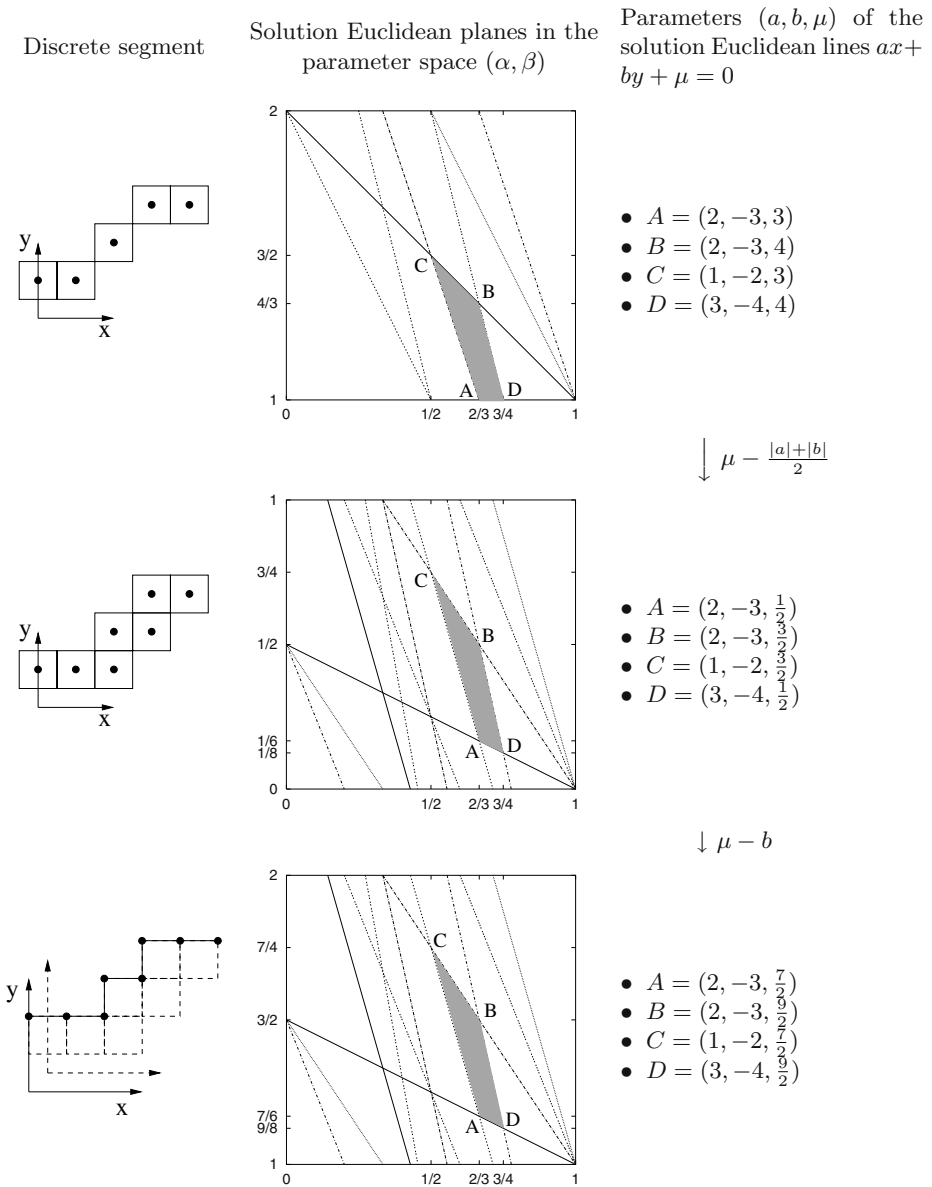 Discrete segment
Solution Euclidean planes in the
parameter space (α, β)
Parameters (a, b, μ) of the
solution Euclidean lines ax+
by + μ = 0
y
x
2
3/2
4/3
1
0
1/2
2/3
3/4
1
C
B
A
D
• A = (2, −3, 3)
• B = (2, −3, 4)
• C = (1, −2, 3)
• D = (3, −4, 4)
↓ μ − |a|+|b| / 2
y
x
1
3/4
1/2
1/6
1/8
0
0
1/2
2/3
3/4
1
C
B
A
D
• A = (2, −3, 1/2)
• B = (2, −3, 3/2)
• C = (1, −2, 3/2)
• D = (3, −4, 1/2)
↓ μ − b
y
x
2
7/4
3/2
7/6
9/8
1
0
1/2
2/3
3/4
1
C
B
A
D
• A = (2, −3, 7/2)
• B = (2, −3, 9/2)
• C = (1, −2, 7/2)
• D = (3, −4, 9/2)